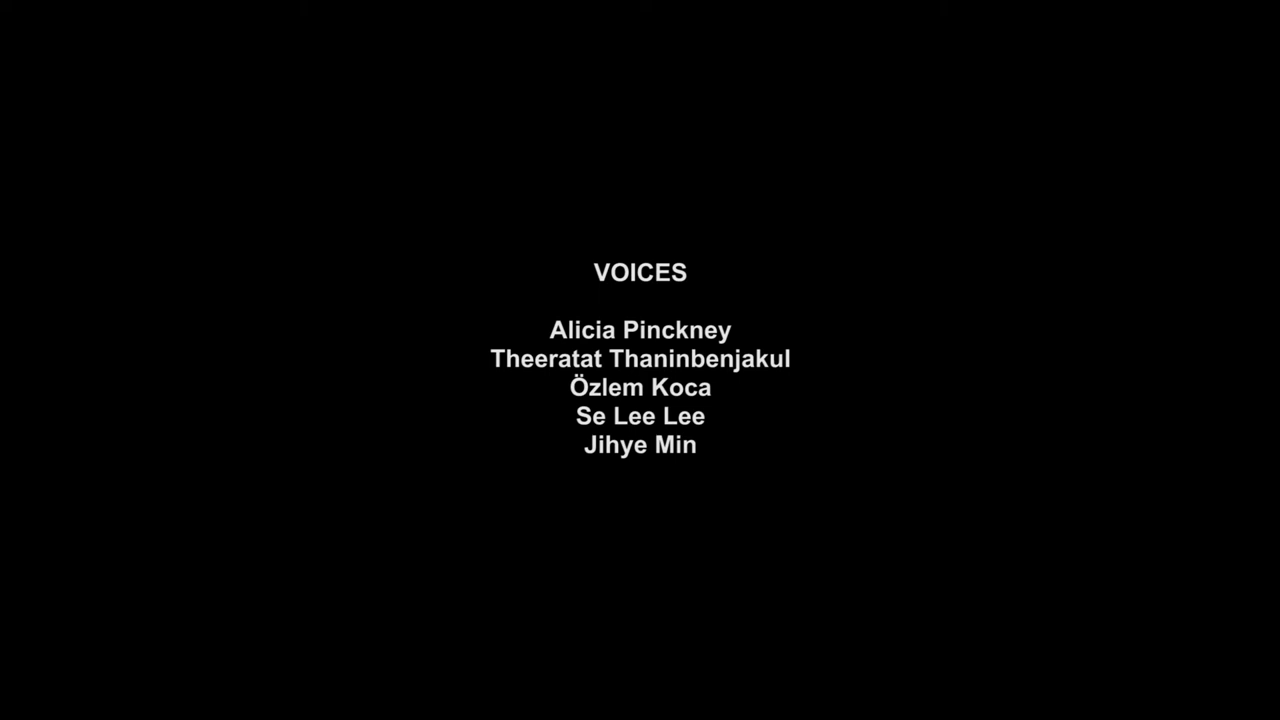 VOICES
Alicia Pinckney
Theeratat Thaninbenjakul
Özlem Koca
Se Lee Lee
Jihye Min